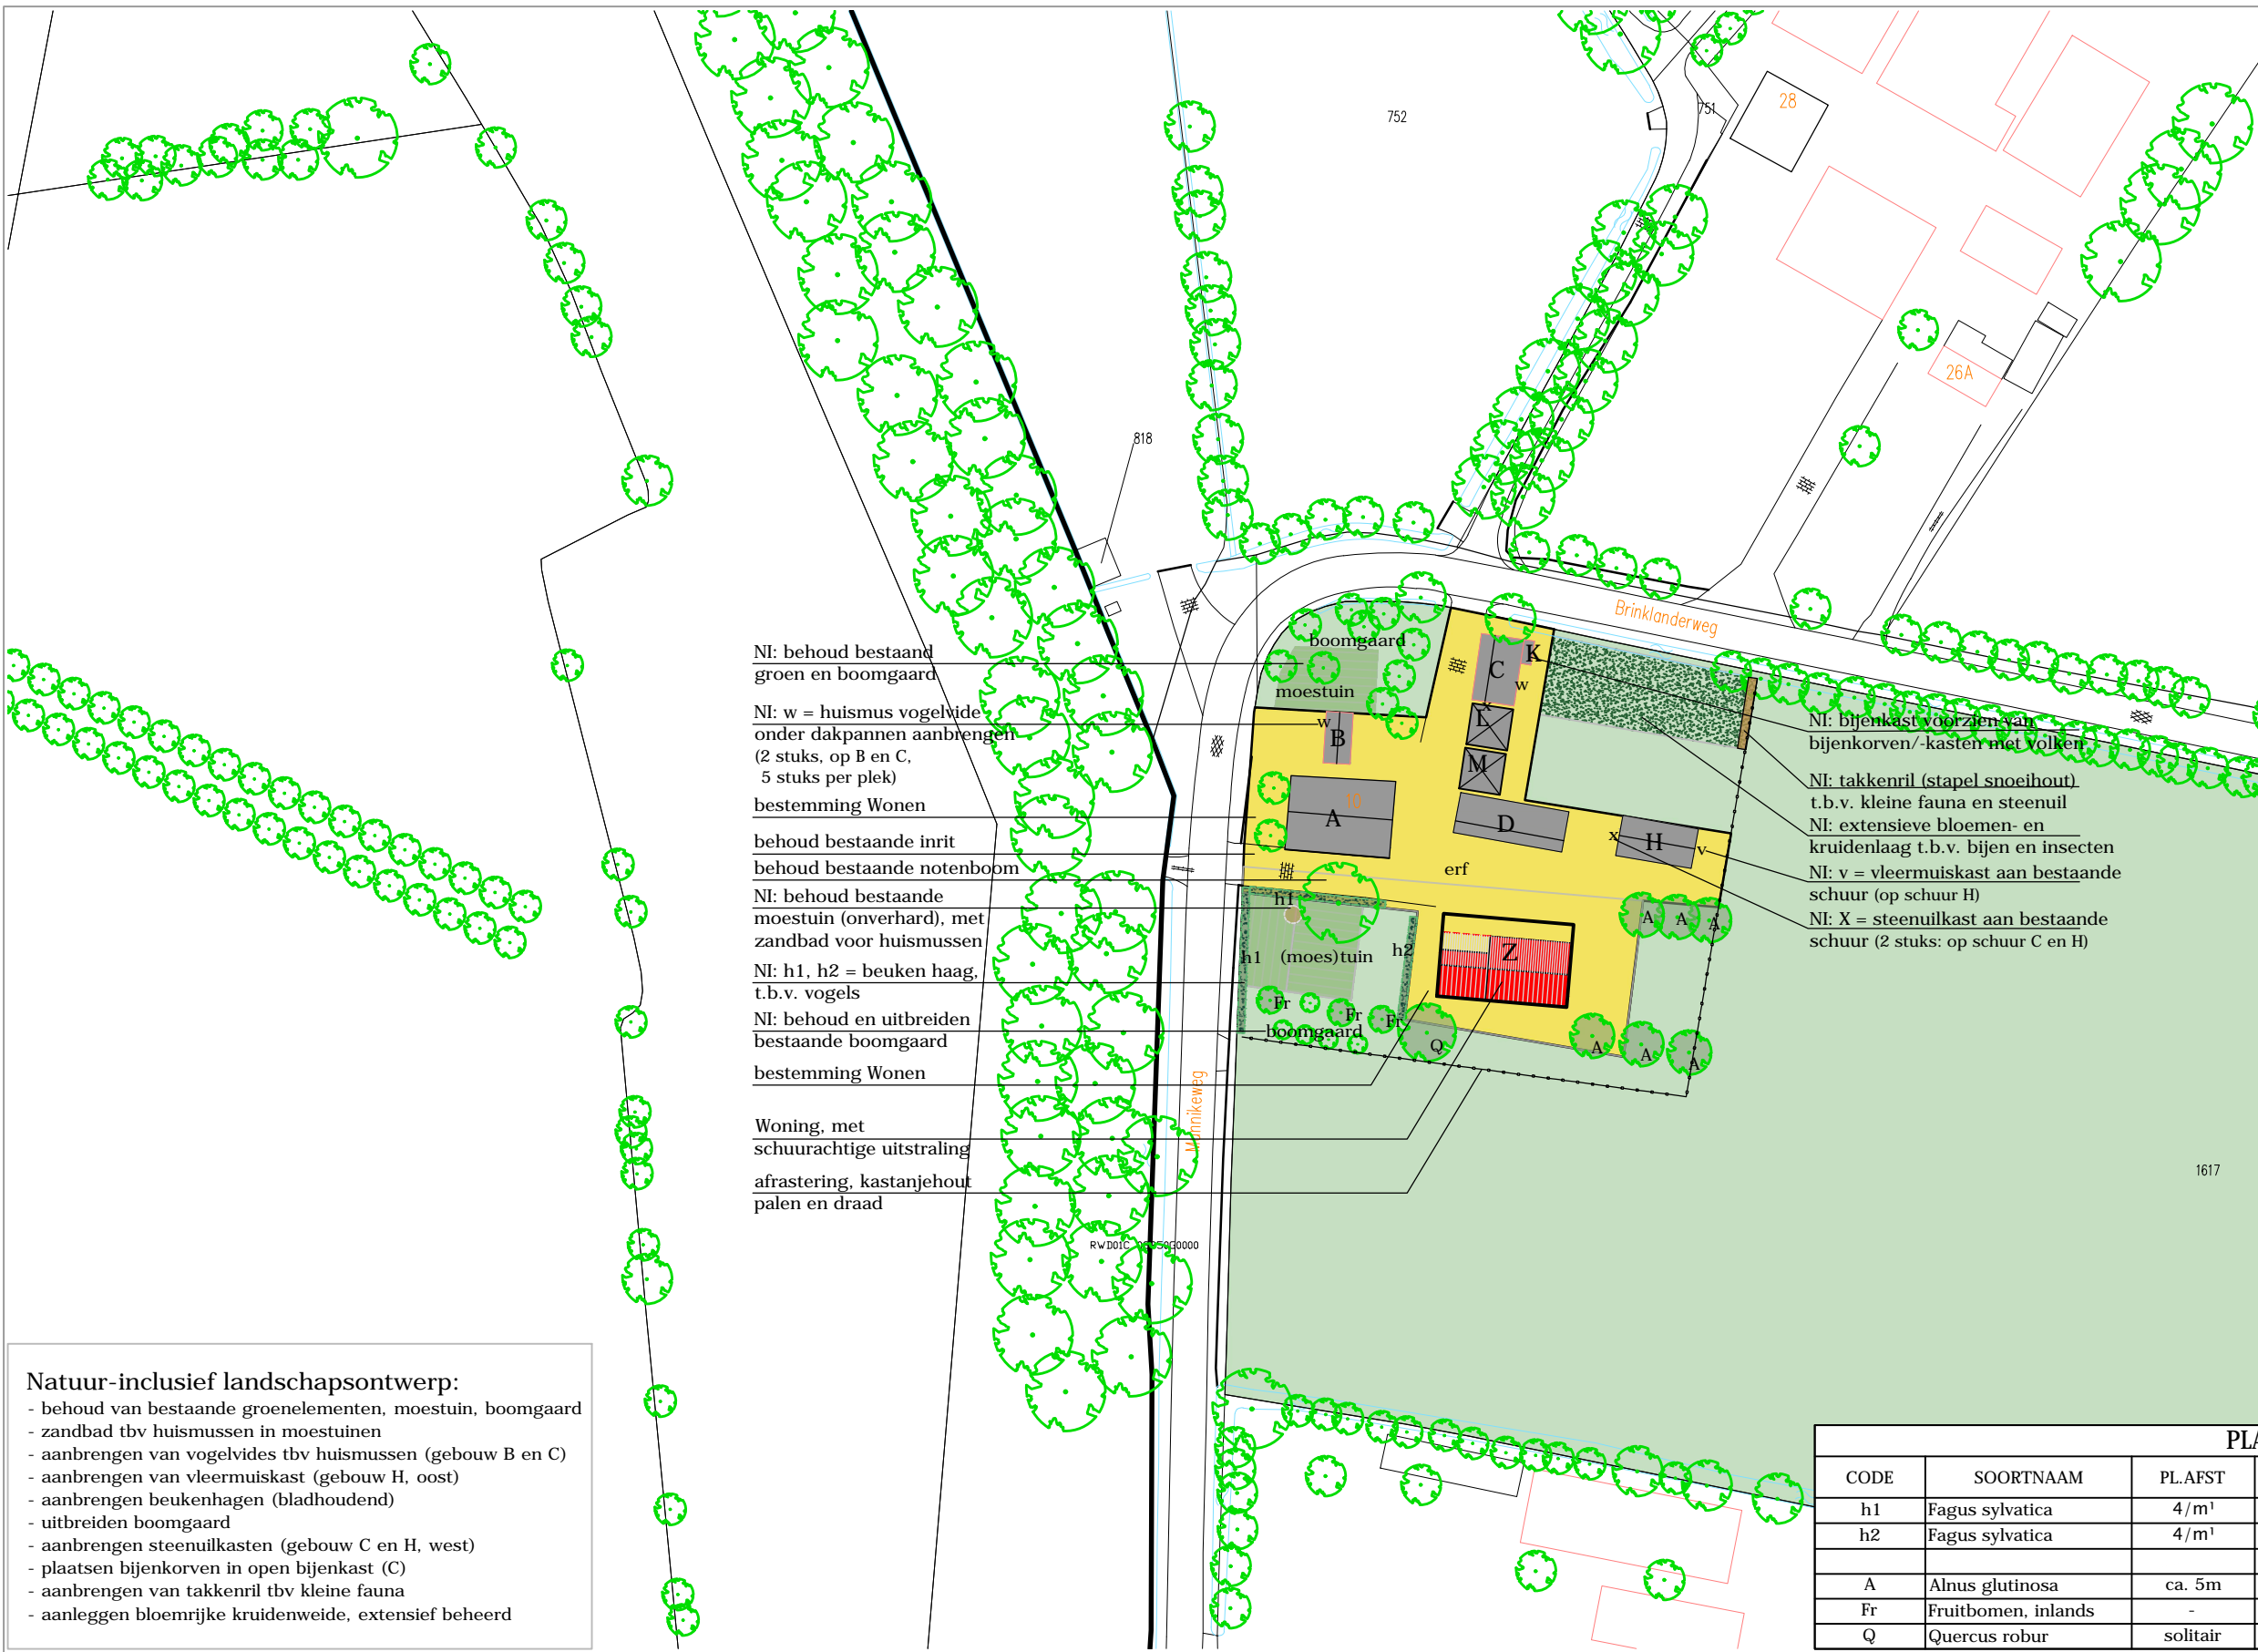 752
751
28
26A
818
Brinklanderweg
NI: behoud bestaand
groen en boomgaard
NI: w = huismus vogelvide
onder dakpannen aanbrengen
(2 stuks, op B en C,
5 stuks per plek)
bestemming Wonen
behoud bestaande inrit
behoud bestaande notenboom
NI: behoud bestaande
moestuin (onverhard), met
zandbad voor huismussen
NI: h1, h2 = beuken haag,
t.b.v. vogels
NI: behoud en uitbreiden
bestaande boomgaard
bestemming Wonen
Woning, met
schuurachtige uitstraling
afrastering, kastanjehout
palen en draad
boomgaard
moestuin
w
B
C
K
w
x
L
M
10
A
D
x
H
v
erf
h1
h1
(moes)tuin
h2
Z
A
A
A
Fr
Fr
Fr
boomgaard
Q
A
A
A
NI: bijenkast voorzien van
bijenkorven/-kasten met volken
NI: takkenril (stapel snoeihout)
t.b.v. kleine fauna en steenuil
NI: extensieve bloemen- en
kruidenlaag t.b.v. bijen en insecten
NI: v = vleermuiskast aan bestaande
schuur (op schuur H)
NI: X = steenuilkast aan bestaande
schuur (2 stuks: op schuur C en H)
Monnikeweg
1617
Natuur-inclusief landschapsontwerp:
- behoud van bestaande groenelementen, moestuin, boomgaard
- zandbad tbv huismussen in moestuinen
- aanbrengen van vogelvides tbv huismussen (gebouw B en C)
- aanbrengen van vleermuiskast (gebouw H, oost)
- aanbrengen beukenhagen (bladhoudend)
- uitbreiden boomgaard
- aanbrengen steenuilkasten (gebouw C en H, west)
- plaatsen bijenkorven in open bijenkast (C)
- aanbrengen van takkenril tbv kleine fauna
- aanleggen bloemrijke kruidenweide, extensief beheerd
PLA
CODE SOORTNAAM PL.AFST
h1 Fagus sylvatica 4/m¹
h2 Fagus sylvatica 4/m¹
A Alnus glutinosa ca. 5m
Fr Fruitbomen, inlands -
Q Quercus robur solitair